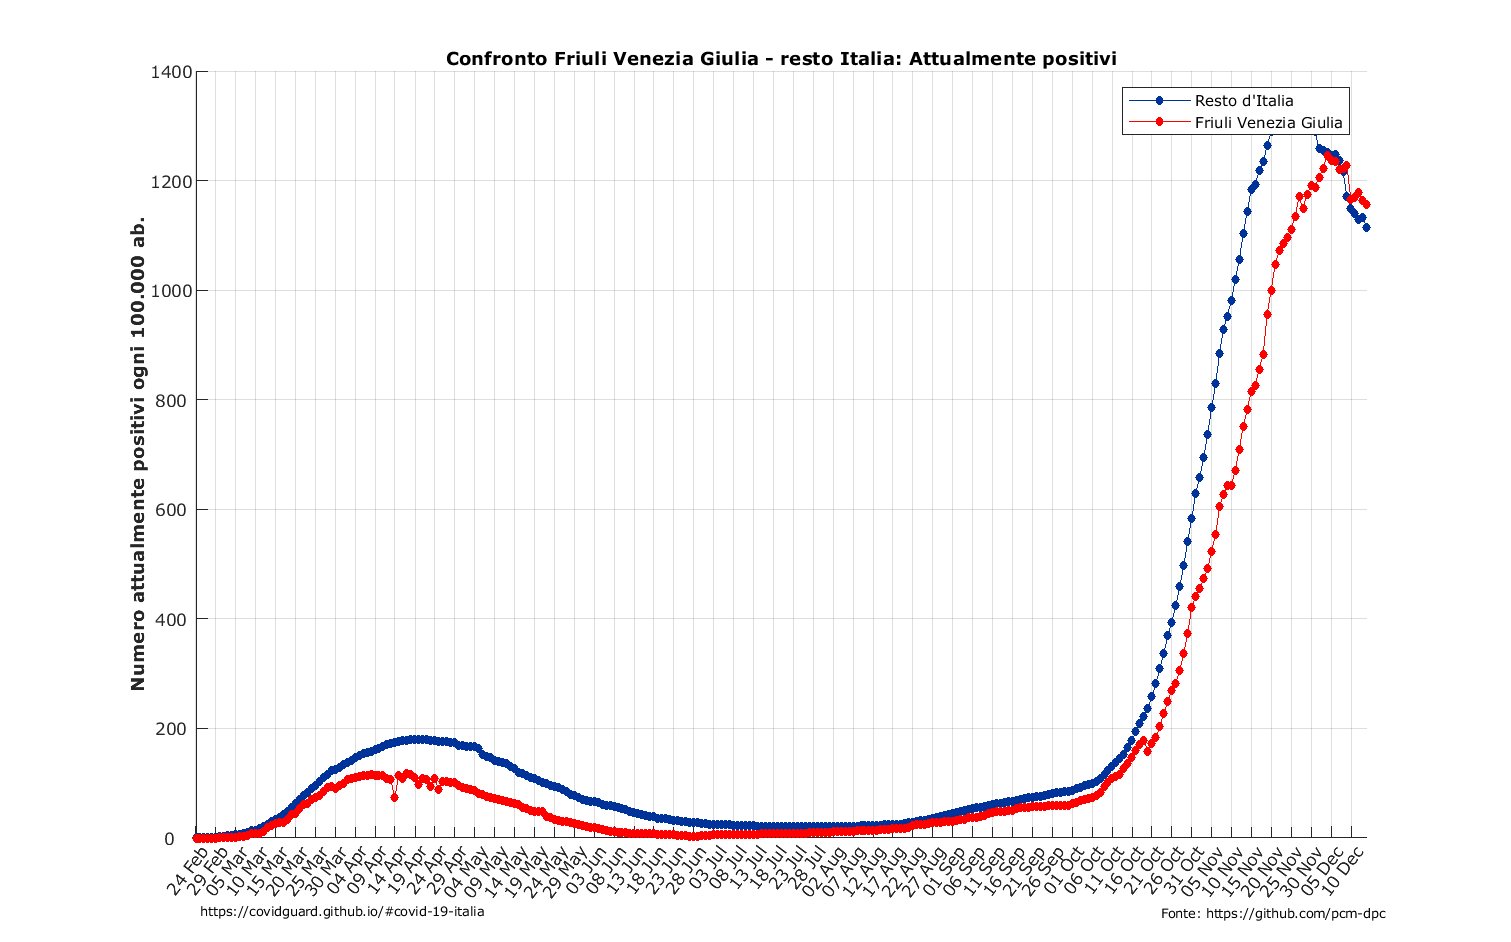 Confronto Friuli Venezia Giulia - resto Italia: Attualmente positivi
Resto d'Italia
Friuli Venezia Giulia
Numero attualmente positivi ogni 100.000 ab.
1400
1200
1000
800
600
400
200
0
24 Feb
29 Feb
05 Mar
10 Mar
15 Mar
20 Mar
25 Mar
30 Mar
04 Apr
09 Apr
14 Apr
19 Apr
24 Apr
29 Apr
04 May
09 May
14 May
19 May
24 May
29 May
03 Jun
08 Jun
13 Jun
18 Jun
23 Jun
28 Jun
03 Jul
08 Jul
13 Jul
18 Jul
23 Jul
28 Jul
02 Aug
07 Aug
12 Aug
17 Aug
22 Aug
27 Aug
01 Sep
06 Sep
11 Sep
16 Sep
21 Sep
26 Sep
01 Oct
06 Oct
11 Oct
16 Oct
21 Oct
26 Oct
31 Oct
05 Nov
10 Nov
15 Nov
20 Nov
25 Nov
30 Nov
05 Dec
10 Dec
https://covidguard.github.io/#covid-19-italia
Fonte: https://github.com/pcm-dpc